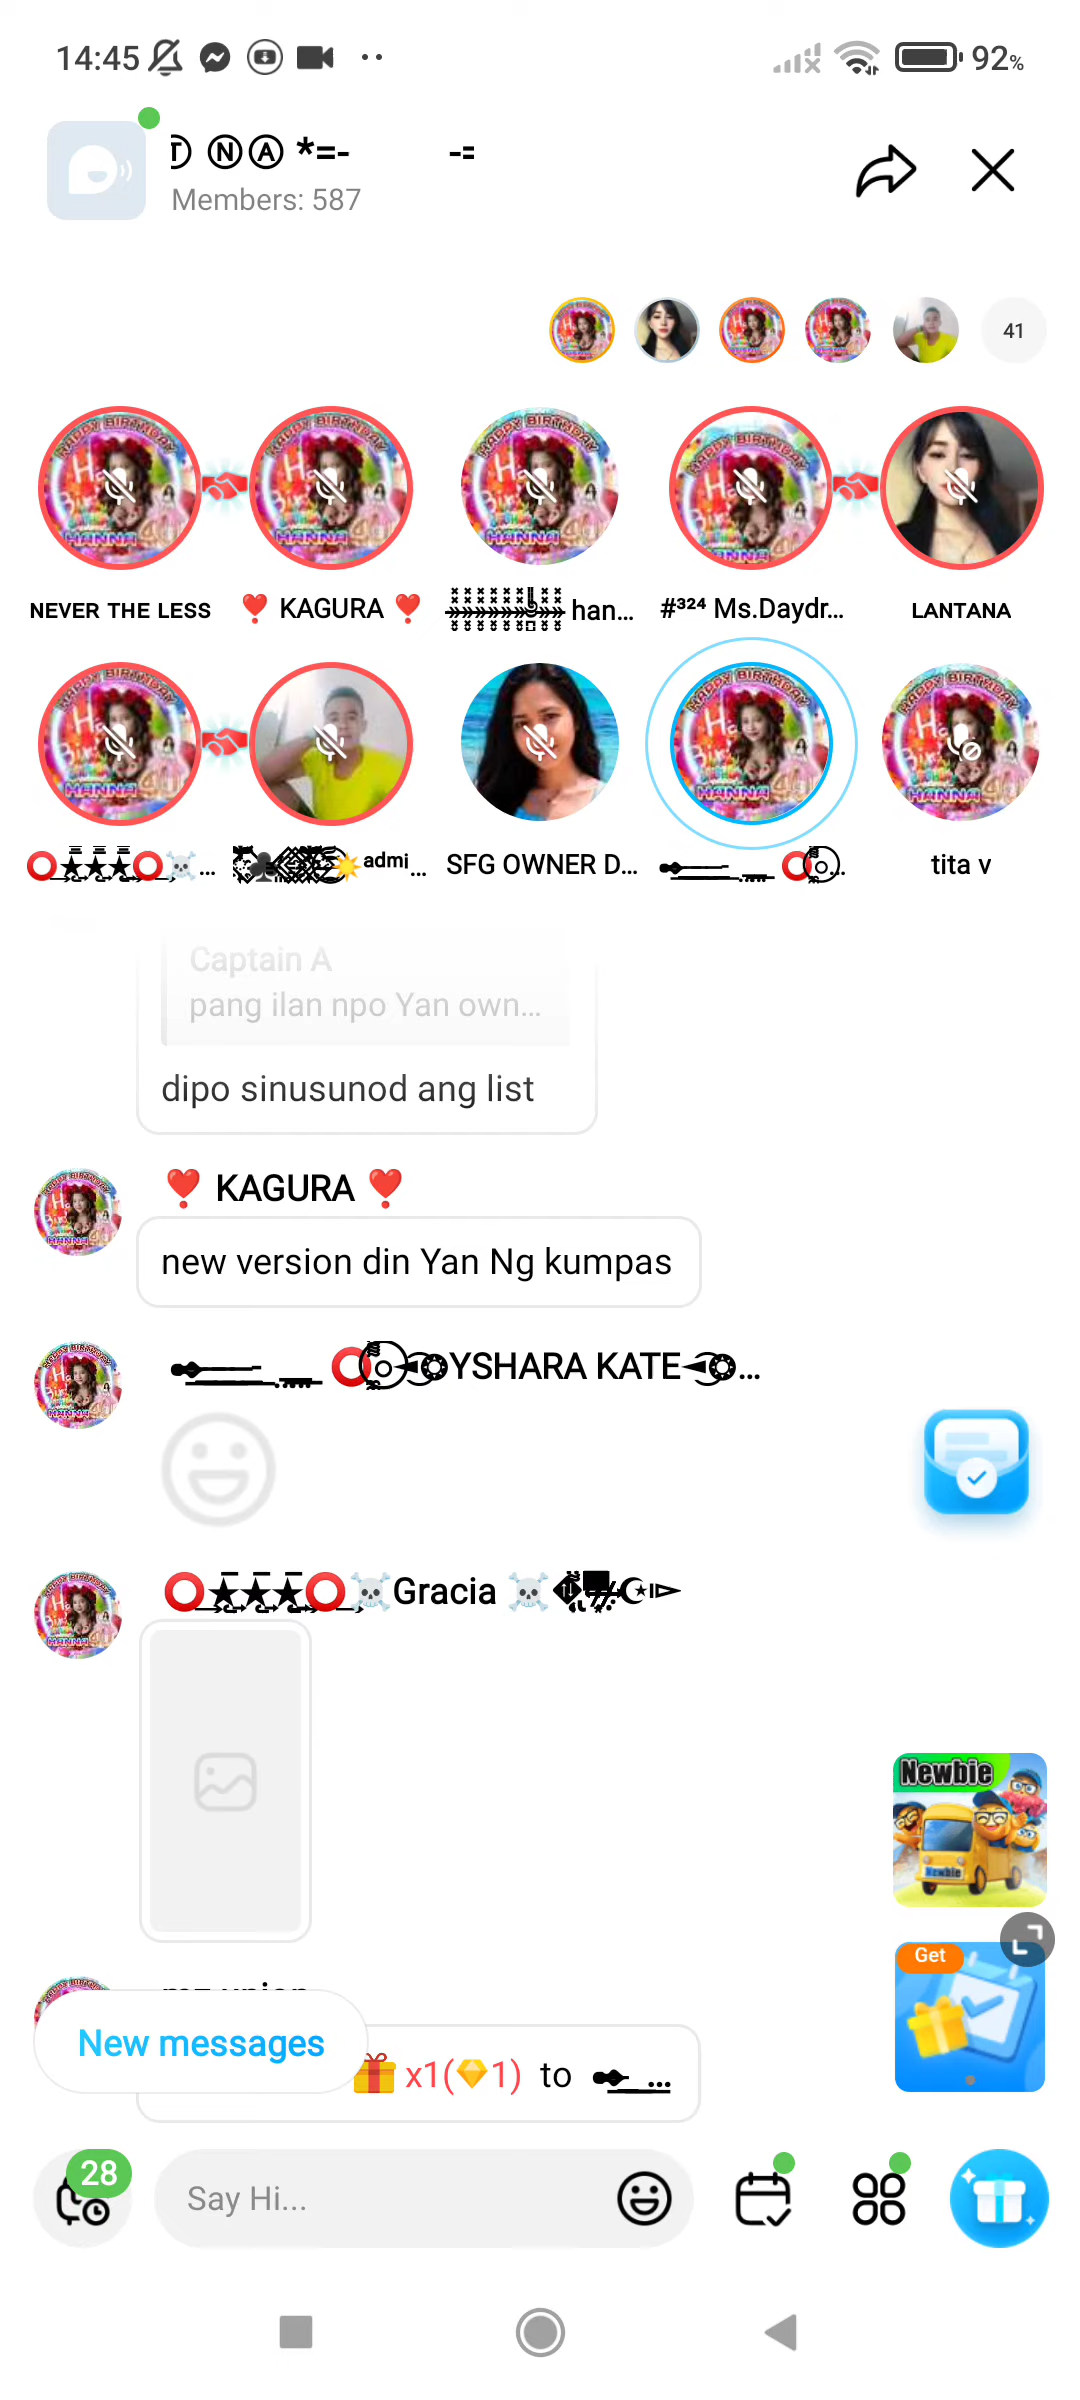 14:45
92%
Ⓣ ⓃⒶ *=- -=
Members: 587
41
NEVER THE LESS
❣ KAGURA ❣
han...
#³²⁴ Ms.Daydr...
LANTANA
SFG OWNER D...
tita v
ᵃᵈᵐⁱ...
Captain A
pang ilan npo Yan own...
dipo sinusunod ang list
❣ KAGURA ❣
new version din Yan Ng kumpas
YSHARA KATE
⭕★★★⭕☠Gracia ☠
Newbie
Get
New messages
x1(💎1) to
28
Say Hi...